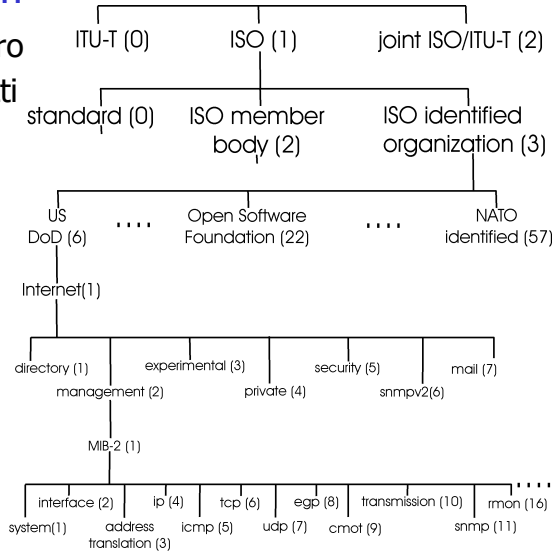 ITU-T (0) ISO (1) joint ISO/ITU-T (2)
standard (0) ISO member body (2) ISO identified organization (3)
US DoD (6) .... Open Software Foundation (22) .... NATO identified (57)
Internet(1)
directory (1) management (2) experimental (3) private (4) security (5) snmpv2(6) mail (7)
MIB-2 (1)
system(1) interface (2) address translation (3) ip (4) icmp (5) tcp (6) udp (7) egp (8) cmot (9) transmission (10) snmp (11) rmon (16) ....
ro
ti